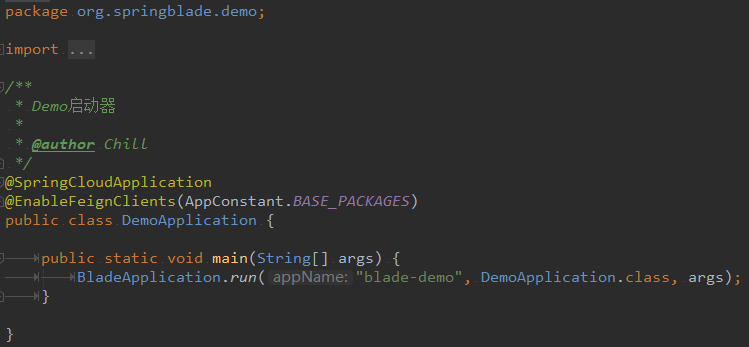 package org.springblade.demo;
import ...
/**
* Demo启动器
*
* @author Chill
*/
@SpringCloudApplication
@EnableFeignClients(AppConstant.BASE_PACKAGES)
public class DemoApplication {
public static void main(String[] args) {
BladeApplication.run( appName: "blade-demo", DemoApplication.class, args);
}
}